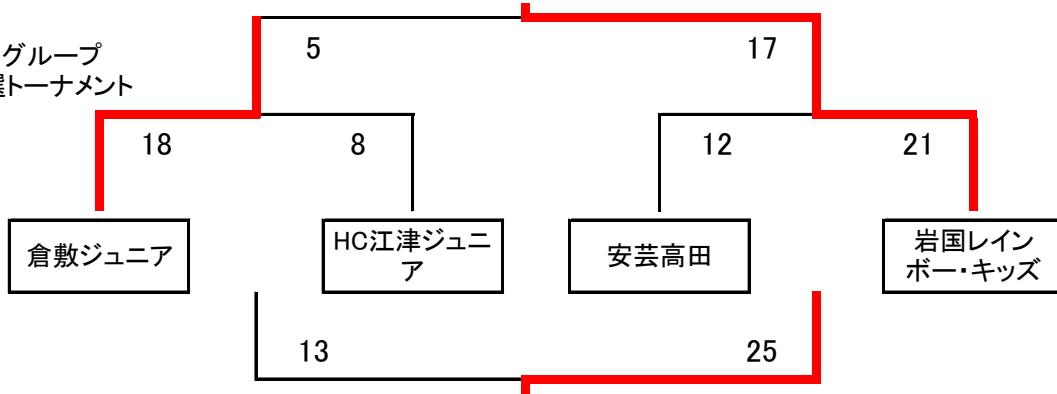 5
17
グループ
選トーナメント
18
8
12
21
倉敷ジュニア
HC江津ジュニ
ア
安芸高田
岩国レイン
ボー・キッズ
13
25